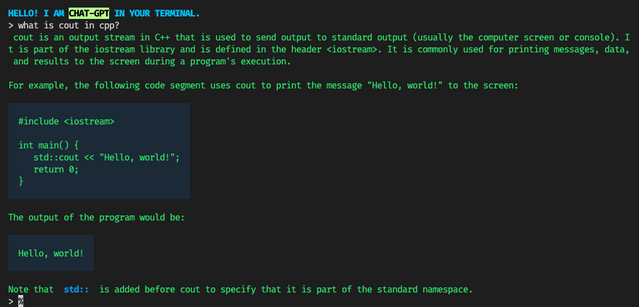 HELLO! I AM CHAT-GPT IN YOUR TERMINAL.
> what is cout in cpp?
cout is an output stream in C++ that is used to send output to standard output (usually the computer screen or console). I
t is part of the iostream library and is defined in the header <iostream>. It is commonly used for printing messages, data,
and results to the screen during a program's execution.
For example, the following code segment uses cout to print the message "Hello, world!" to the screen:
#include <iostream>
int main() {
std::cout << "Hello, world!";
return 0;
}
The output of the program would be:
Hello, world!
Note that std:: is added before cout to specify that it is part of the standard namespace.
>